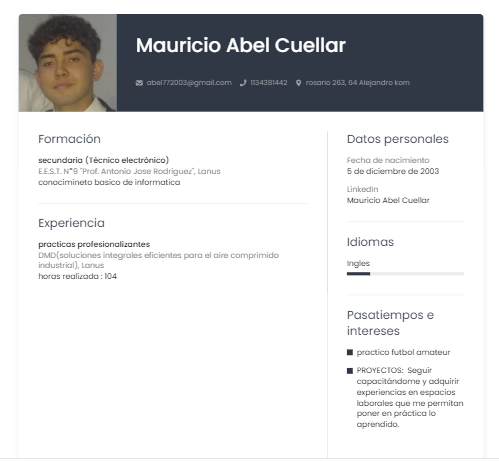 Mauricio Abel Cuellar
abel772003@gmail.com 1134381442 rosario 263, 64 Alejandro korn
Formación
secundaria (Técnico electrónico)
E.E.S.T. N°9 "Prof. Antonio Jose Rodriguez", Lanus
conocimineto basico de informatica
Experiencia
practicas profesionalizantes
DMD(soluciones integrales eficientes para el aire comprimido
industrial), Lanus
horas realizada : 104
Datos personales
Fecha de nacimiento
5 de diciembre de 2003
LinkedIn
Mauricio Abel Cuellar
Idiomas
Ingles
Pasatiempos e
intereses
practico futbol amateur
PROYECTOS: Seguir
capacitándome y adquirir
experiencias en espacios
laborales que me permitan
poner en práctica lo
aprendido.